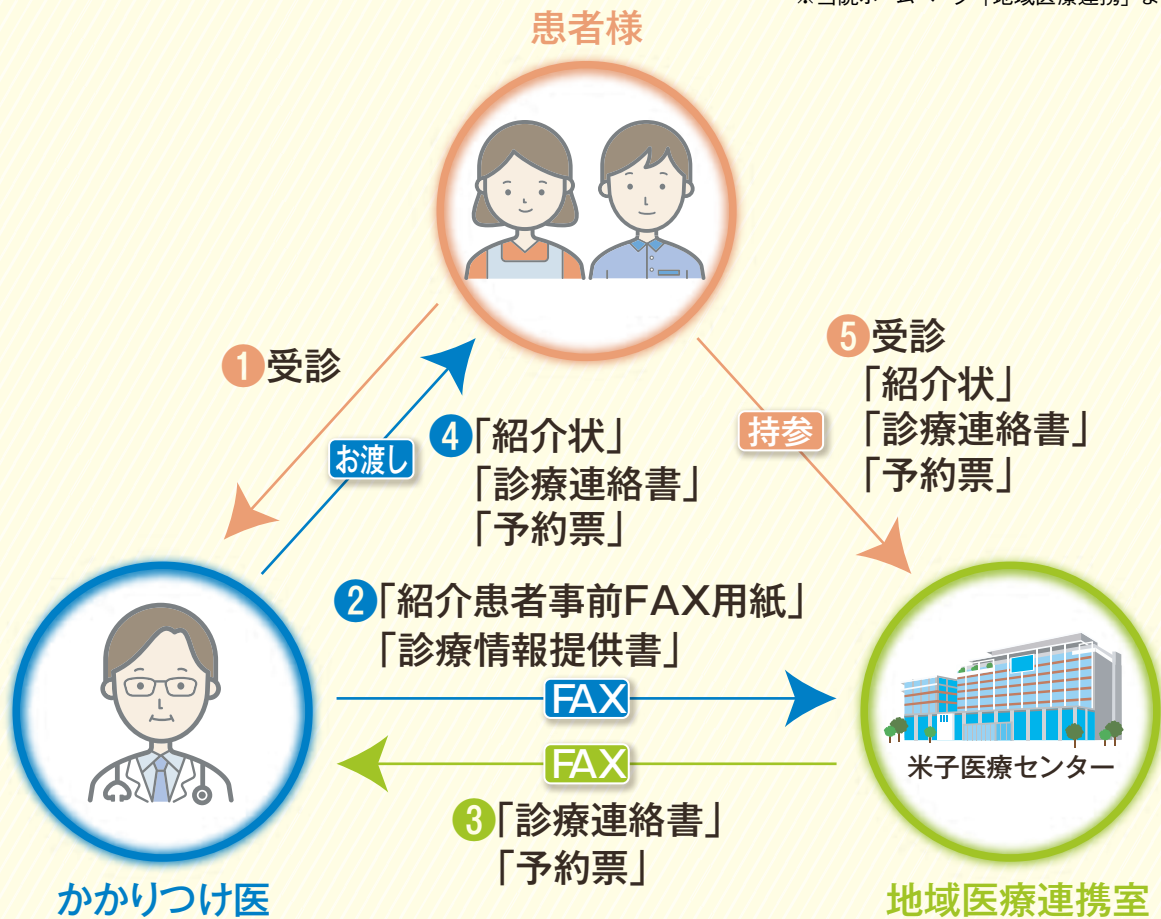 患者様
❶受診
お渡し
❹「紹介状」
「診療連絡書」
「予約票」
持参
❺受診
「紹介状」
「診療連絡書」
「予約票」
❷「紹介患者事前FAX用紙」
「診療情報提供書」
FAX
FAX
❸「診療連絡書」
「予約票」
米子医療センター
かかりつけ医
地域医療連携室